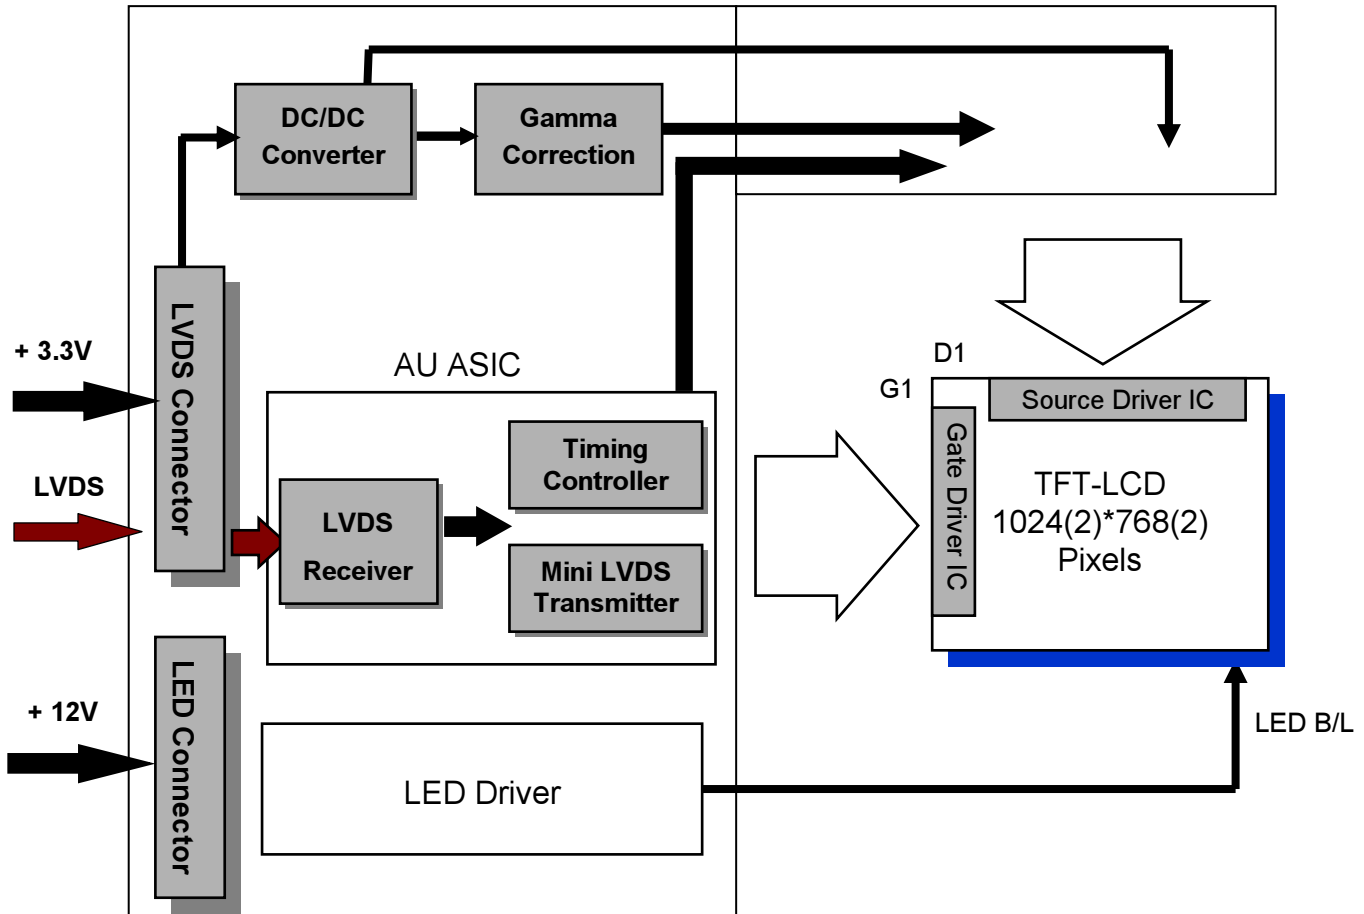 DC/DC
Converter
Gamma
Correction
+ 3.3V
LVDS Connector
LVDS
AU ASIC
Timing
Controller
LVDS
Receiver
Mini LVDS
Transmitter
D1
G1
Source Driver IC
Gate Driver IC
TFT-LCD
1024(2)*768(2)
Pixels
+ 12V
LED Connector
LED Driver
LED B/L